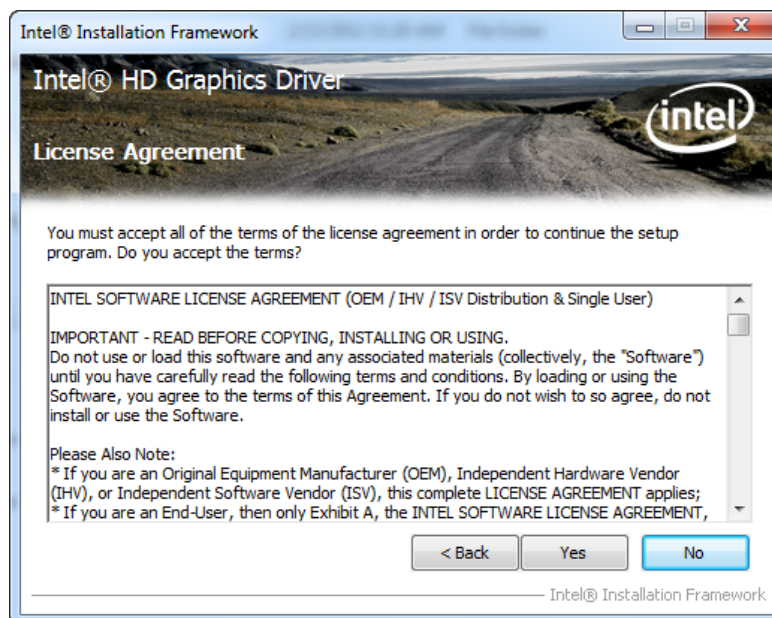 Intel® Installation Framework
Intel® HD Graphics Driver
intel
License Agreement
You must accept all of the terms of the license agreement in order to continue the setup
program. Do you accept the terms?
INTEL SOFTWARE LICENSE AGREEMENT (OEM / IHV / ISV Distribution & Single User)
IMPORTANT - READ BEFORE COPYING, INSTALLING OR USING.
Do not use or load this software and any associated materials (collectively, the "Software")
until you have carefully read the following terms and conditions. By loading or using the
Software, you agree to the terms of this Agreement. If you do not wish to so agree, do not
install or use the Software.
Please Also Note:
* If you are an Original Equipment Manufacturer (OEM), Independent Hardware Vendor
(IHV), or Independent Software Vendor (ISV), this complete LICENSE AGREEMENT applies;
* If you are an End-User, then only Exhibit A, the INTEL SOFTWARE LICENSE AGREEMENT,
< Back
Yes
No
Intel® Installation Framework